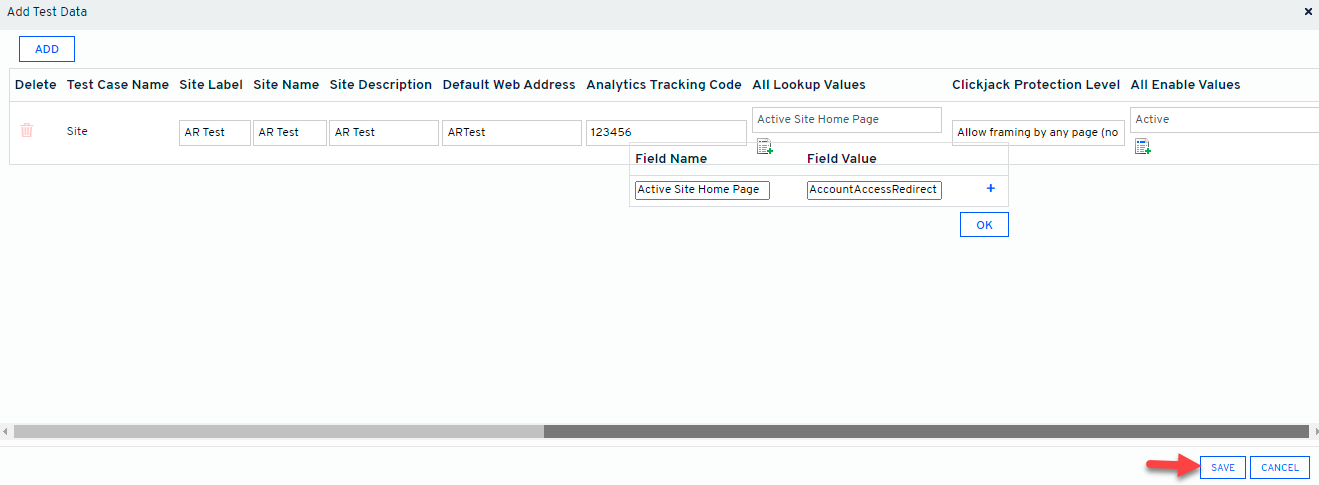 Add Test Data
ADD
Delete Test Case Name Site Label Site Name Site Description Default Web Address Analytics Tracking Code All Lookup Values Clickjack Protection Level All Enable Values
Site AR Test AR Test AR Test ARTest 123456 Active Site Home Page Allow framing by any page (no Active
Field Name Field Value
Active Site Home Page AccountAccessRedirect +
OK
SAVE CANCEL